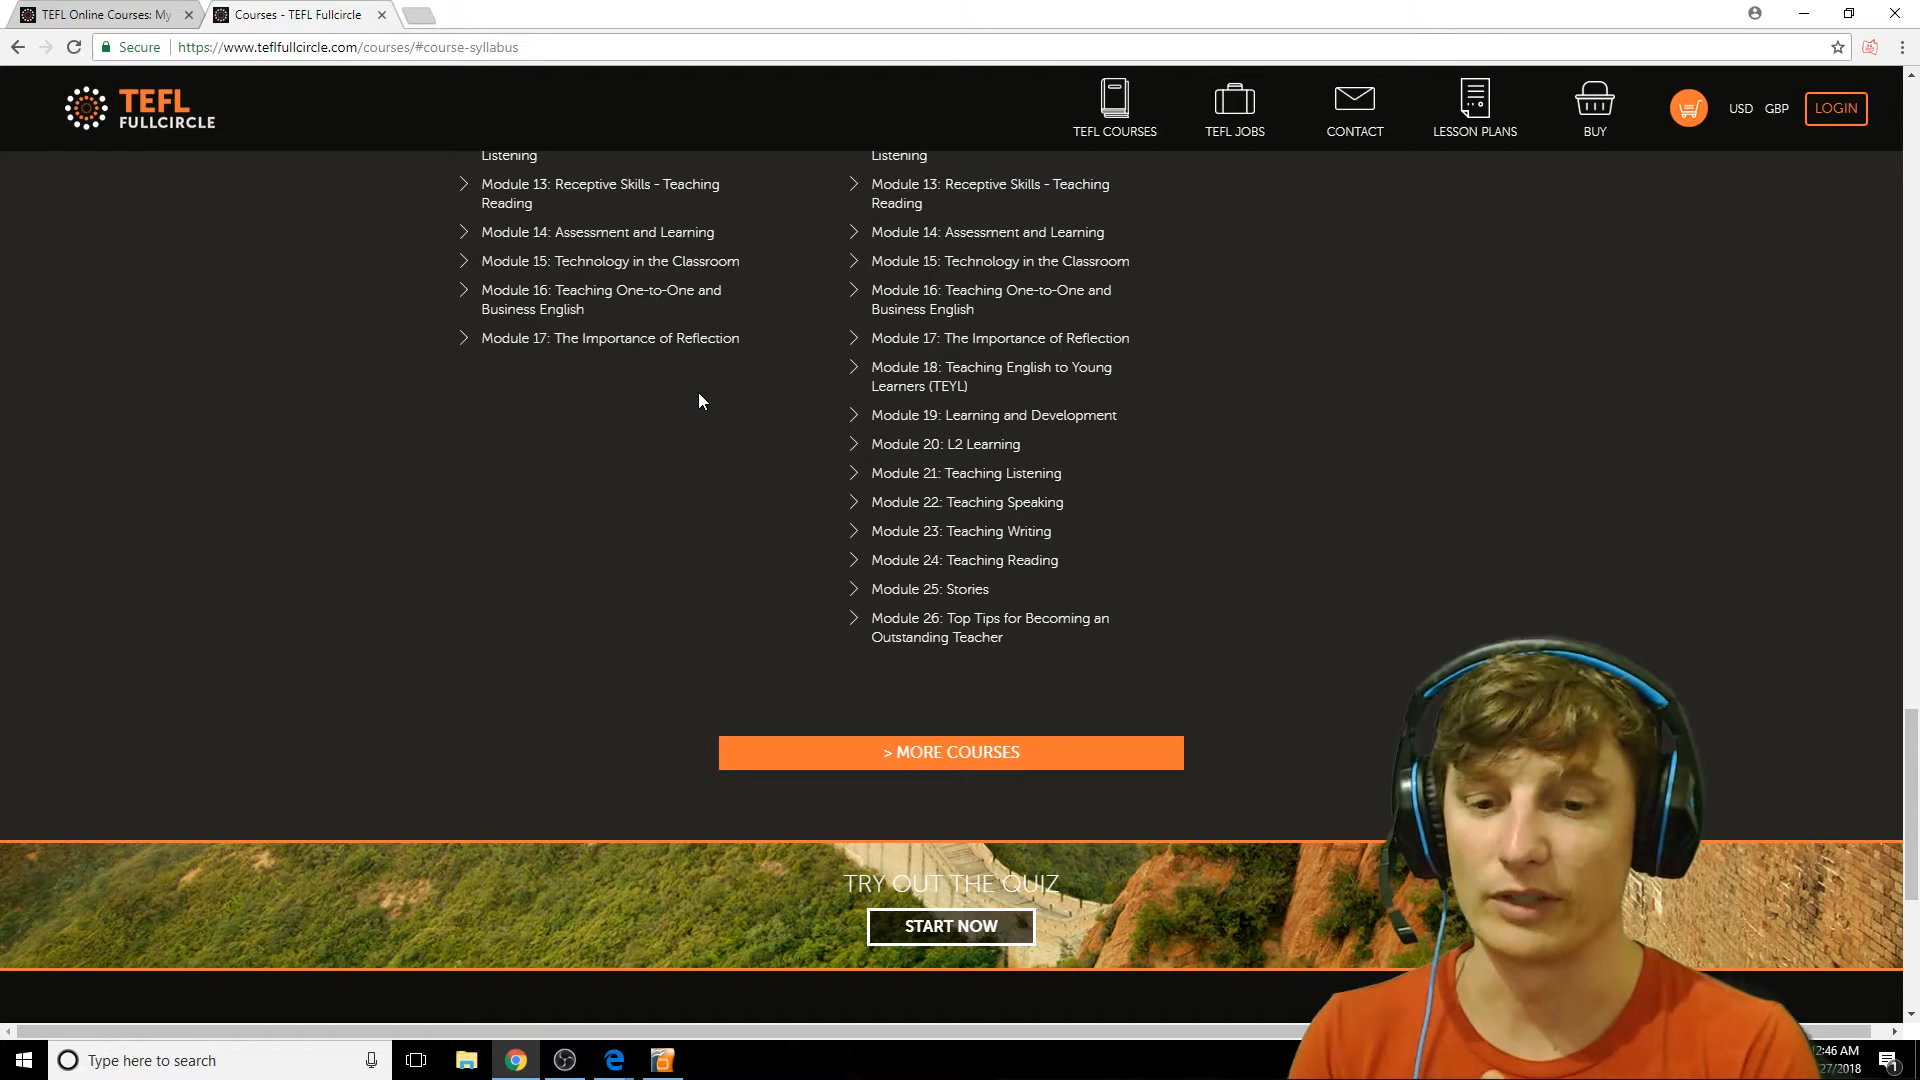 TEFL Online Courses: My
Courses - TEFL Fullcircle
Secure
https://www.teflfullcircle.com/courses/#course-syllabus
TEFL
FULLCIRCLE
TEFL COURSES
TEFL JOBS
CONTACT
LESSON PLANS
BUY
USD
GBP
LOGIN
Listening
Module 13: Receptive Skills - Teaching
Reading
Module 14: Assessment and Learning
Module 15: Technology in the Classroom
Module 16: Teaching One-to-One and
Business English
Module 17: The Importance of Reflection
Listening
Module 13: Receptive Skills - Teaching
Reading
Module 14: Assessment and Learning
Module 15: Technology in the Classroom
Module 16: Teaching One-to-One and
Business English
Module 17: The Importance of Reflection
Module 18: Teaching English to Young
Learners (TEYL)
Module 19: Learning and Development
Module 20: L2 Learning
Module 21: Teaching Listening
Module 22: Teaching Speaking
Module 23: Teaching Writing
Module 24: Teaching Reading
Module 25: Stories
Module 26: Top Tips for Becoming an
Outstanding Teacher
> MORE COURSES
TRY OUT THE QUIZ
START NOW
Type here to search
2:46 AM
27/2018
1